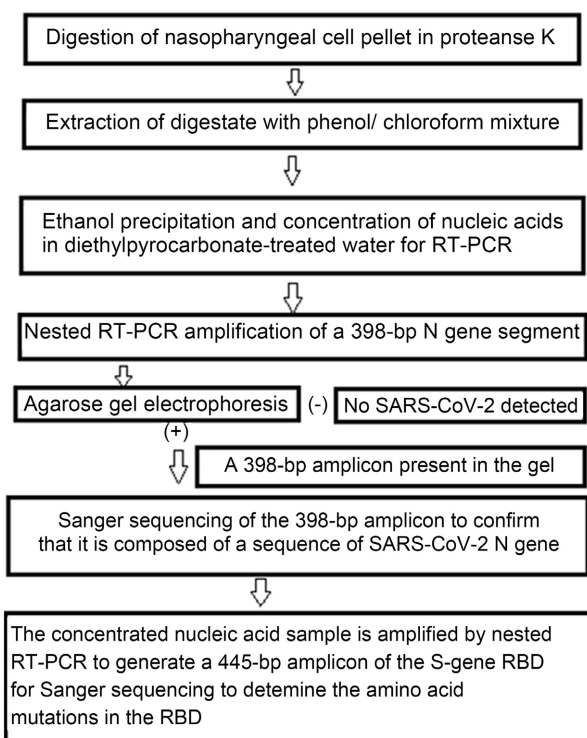 Digestion of nasopharyngeal cell pellet in proteanse K
Extraction of digestate with phenol/ chloroform mixture
Ethanol precipitation and concentration of nucleic acids
in diethylpyrocarbonate-treated water for RT-PCR
Nested RT-PCR amplification of a 398-bp N gene segment
Agarose gel electrophoresis (-) No SARS-CoV-2 detected
(+)
A 398-bp amplicon present in the gel
Sanger sequencing of the 398-bp amplicon to confirm
that it is composed of a sequence of SARS-CoV-2 N gene
The concentrated nucleic acid sample is amplified by nested
RT-PCR to generate a 445-bp amplicon of the S-gene RBD
for Sanger sequencing to detemine the amino acid
mutations in the RBD